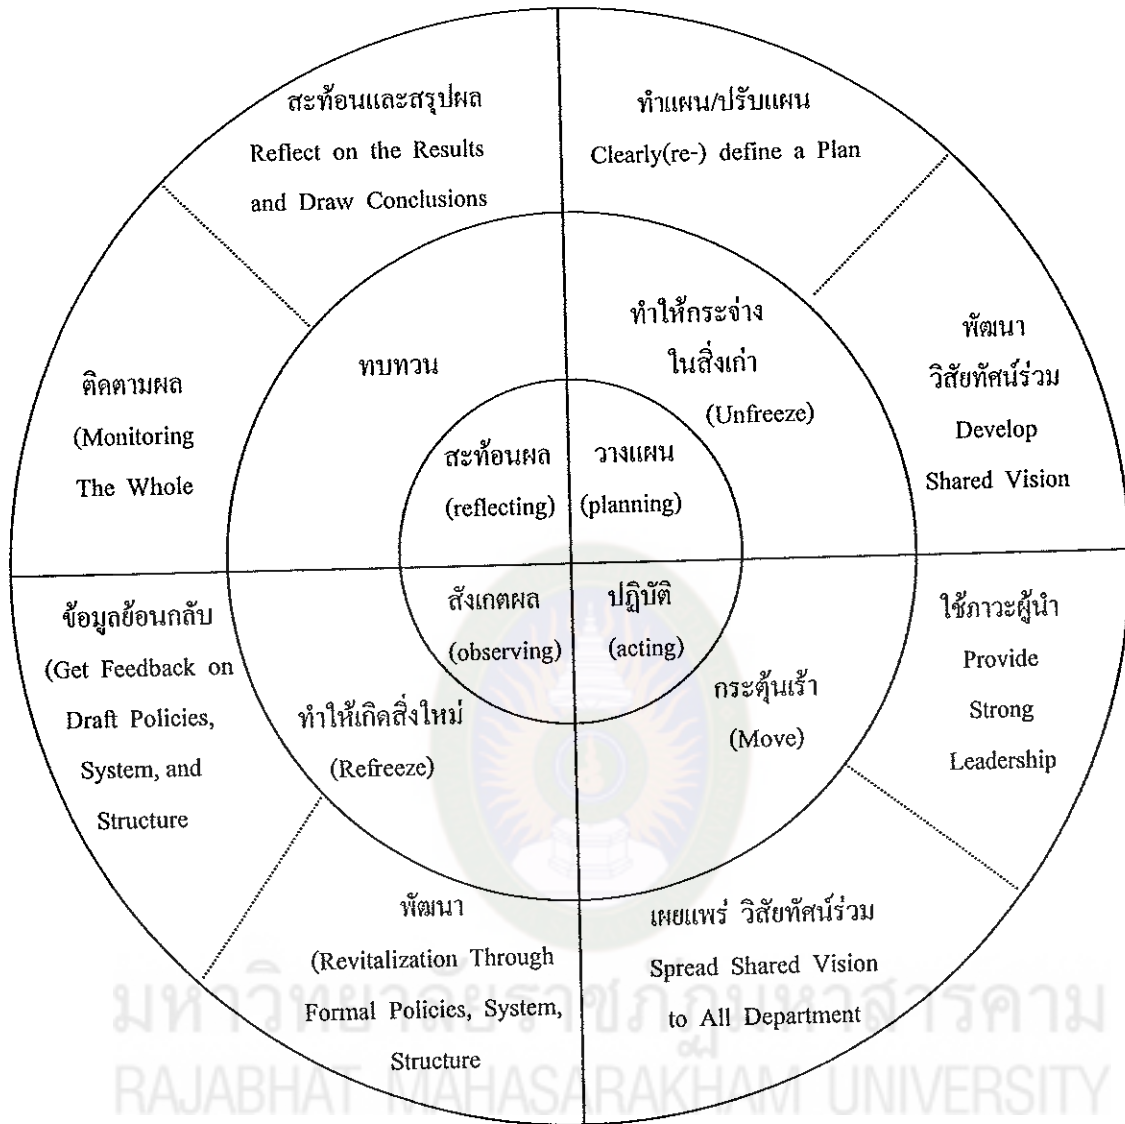 สะท้อนและสรุปผล
Reflect on the Results
and Draw Conclusions
ทำแผน/ปรับแผน
Clearly(re-) define a Plan
พัฒนา
วิสัยทัศน์ร่วม
Develop
Shared Vision
ใช้ภาวะผู้นำ
Provide
Strong
Leadership
เผยแพร่ วิสัยทัศน์ร่วม
Spread Shared Vision
to All Department
พัฒนา
(Revitalization Through
Formal Policies, System,
Structure
ข้อมูลย้อนกลับ
(Get Feedback on
Draft Policies,
System, and
Structure
ติดตามผล
(Monitoring
The Whole
ทบทวน
ทำให้กระจ่าง
ในสิ่งเก่า
(Unfreeze)
กระตุ้นเร้า
(Move)
ทำให้เกิดสิ่งใหม่
(Refreeze)
สะท้อนผล
(reflecting)
วางแผน
(planning)
ปฏิบัติ
(acting)
สังเกตผล
(observing)
มหาวิทยาลัยราชภัฏมหาสารคาม
RAJABHAT MAHASARAKHAM UNIVERSITY